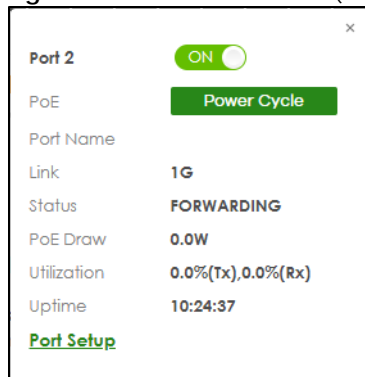 ×
Port 2 ON
PoE Power Cycle
Port Name
Link 1G
Status FORWARDING
PoE Draw 0.0W
Utilization 0.0%(Tx),0.0%(Rx)
Uptime 10:24:37
Port Setup